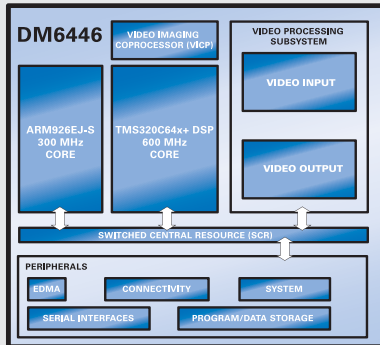 DM6446
VIDEO IMAGING
COPROCESSOR (VICP)
VIDEO PROCESSING
SUBSYSTEM
VIDEO INPUT
ARM926EJ-S
300 MHz
CORE
TMS320C64x+ DSP
600 MHz
CORE
VIDEO OUTPUT
SWITCHED CENTRAL RESOURCE (SCR)
PERIPHERALS
EDMA
CONNECTIVITY
SYSTEM
SERIAL INTERFACES
PROGRAM/DATA STORAGE